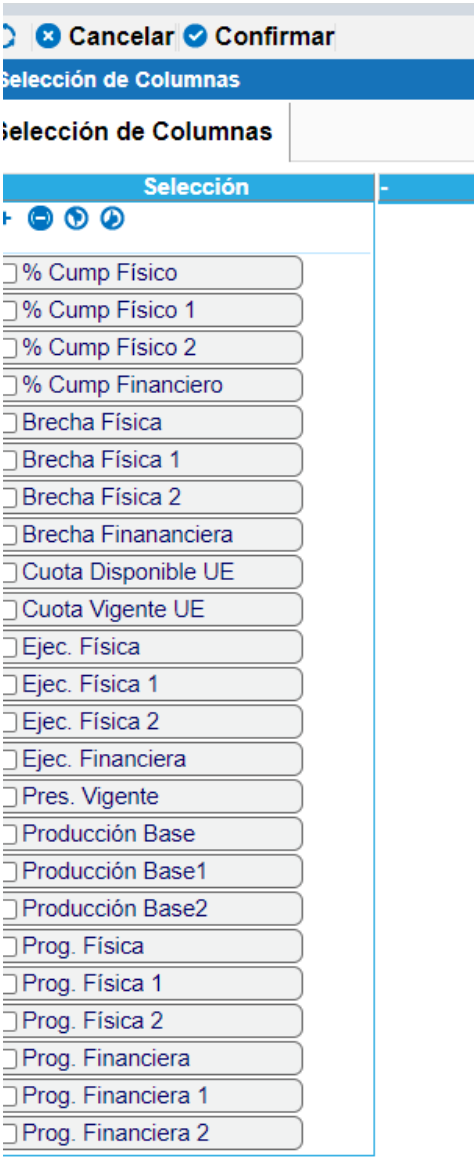 Cancelar Confirmar
Selección de Columnas
Selección de Columnas
Selección -
% Cump Físico
% Cump Físico 1
% Cump Físico 2
% Cump Financiero
Brecha Física
Brecha Física 1
Brecha Física 2
Brecha Finananciera
Cuota Disponible UE
Cuota Vigente UE
Ejec. Física
Ejec. Física 1
Ejec. Física 2
Ejec. Financiera
Pres. Vigente
Producción Base
Producción Base1
Producción Base2
Prog. Física
Prog. Física 1
Prog. Física 2
Prog. Financiera
Prog. Financiera 1
Prog. Financiera 2